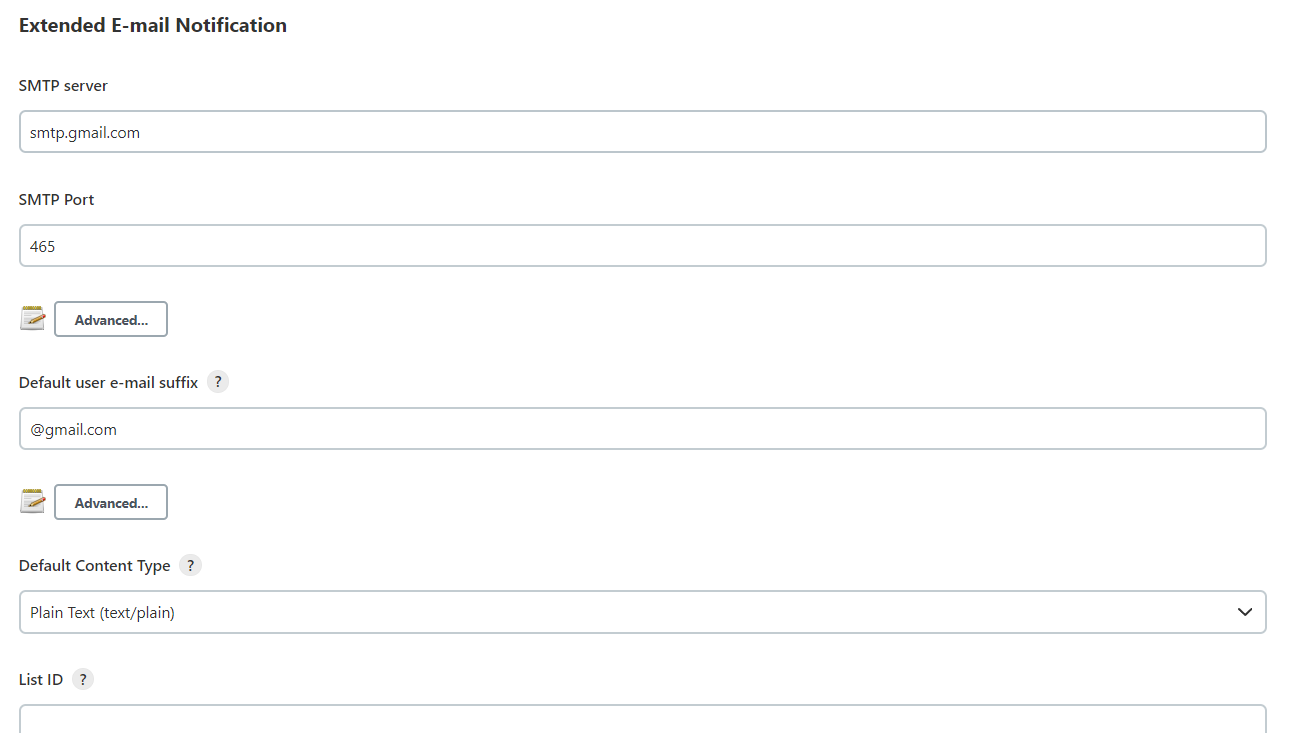 Extended E-mail Notification
SMTP server
smtp.gmail.com
SMTP Port
465
Advanced...
Default user e-mail suffix ?
@gmail.com
Advanced...
Default Content Type ?
Plain Text (text/plain)
List ID ?